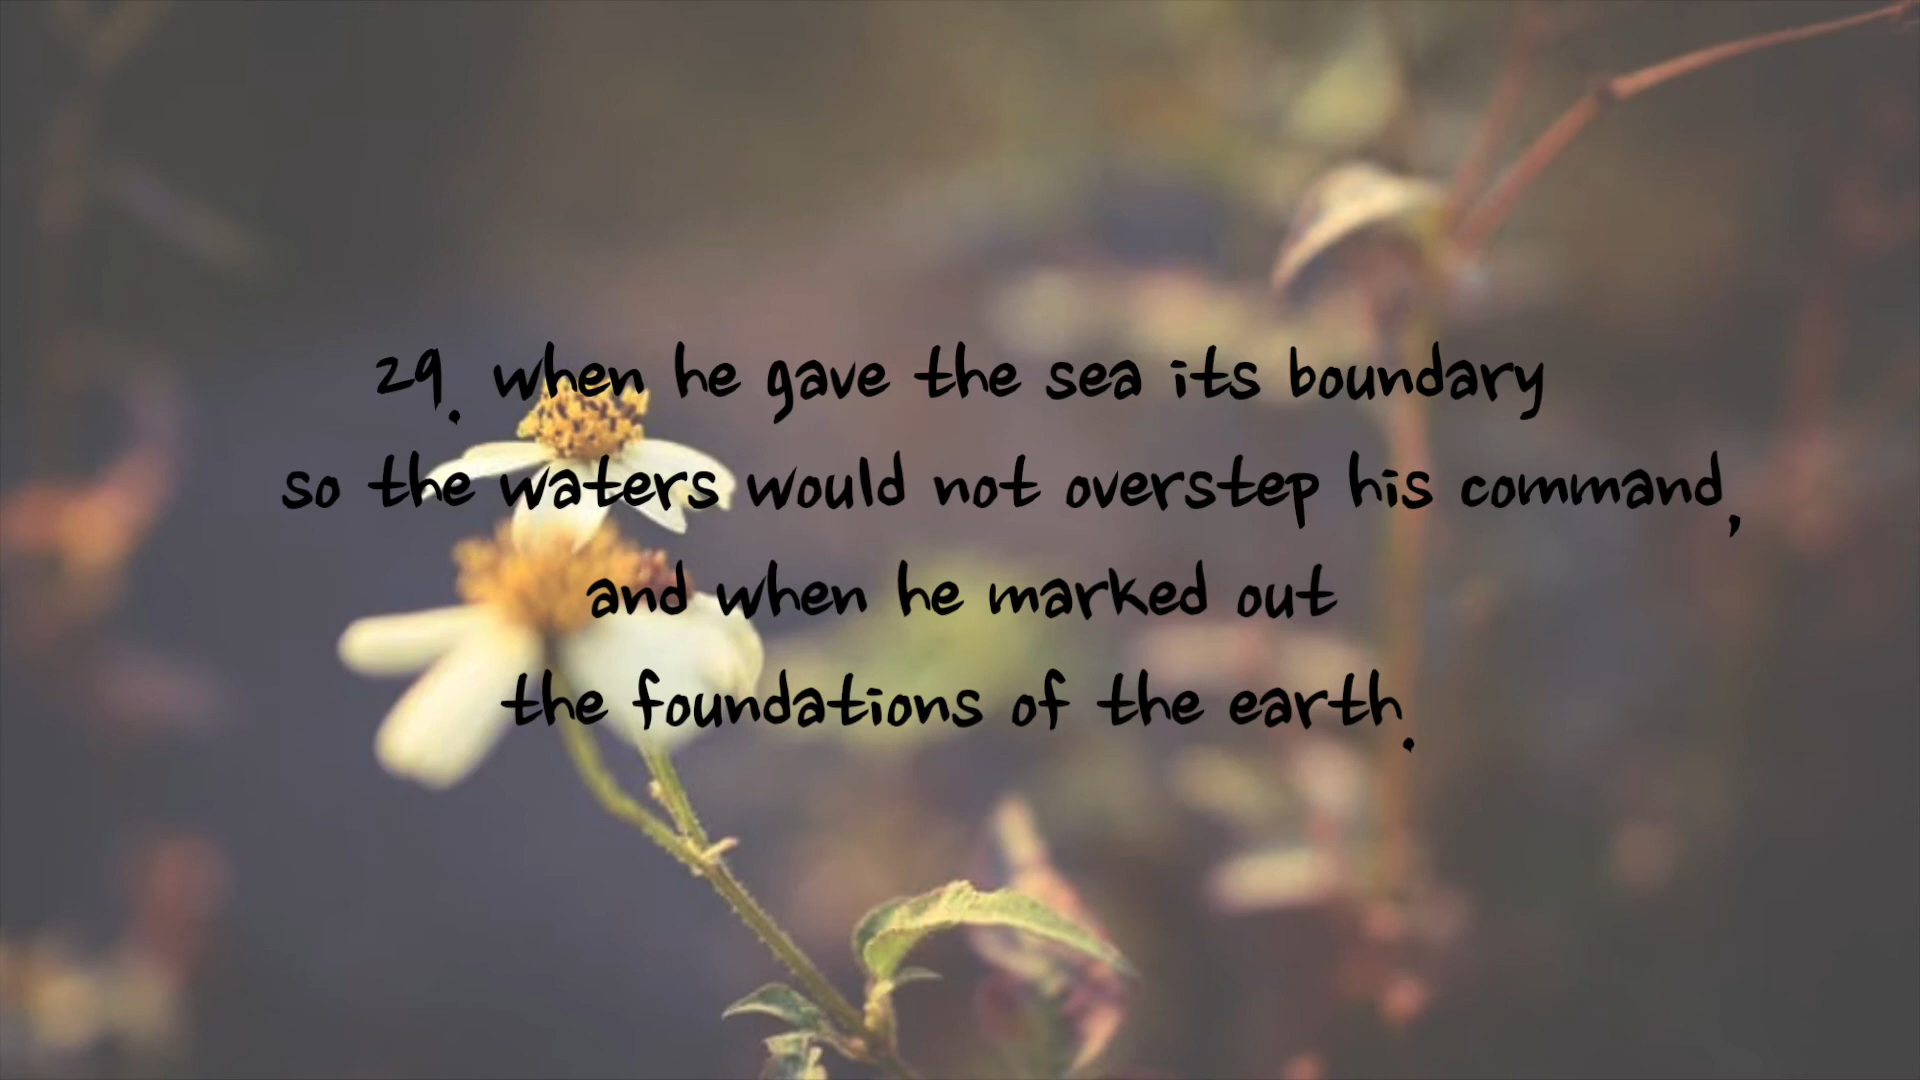 29. when he gave the sea its boundary
so the waters would not overstep his command,
and when he marked out
the foundations of the earth.